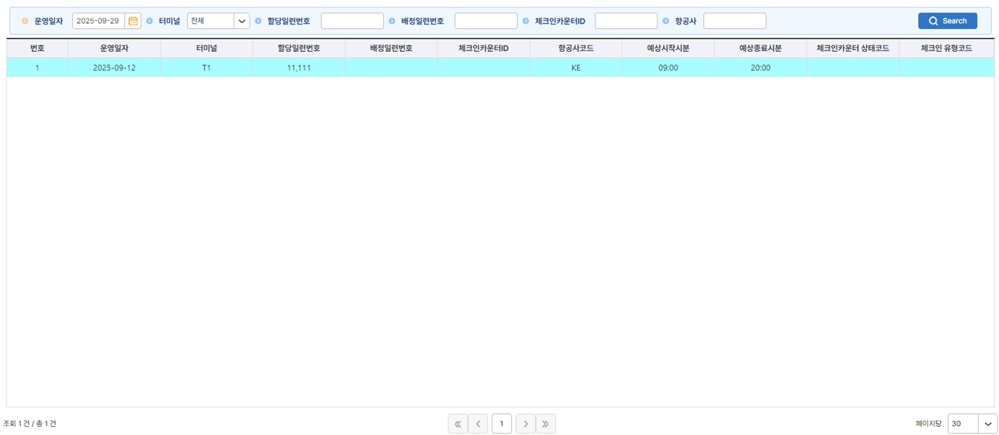 운영일자 2025-09-29 터미널 전체 할당일련번호 배정일련번호 체크인카운터ID 항공사 Search
번호 운영일자 터미널 할당일련번호 배정일련번호 체크인카운터ID 항공사코드 예상시작시분 예상종료시분 체크인카운터 상태코드 체크인 유형코드
1 2025-09-12 T1 11,111 KE 09:00 20:00
조회 1 건 / 총 1 건 1 페이지당 30